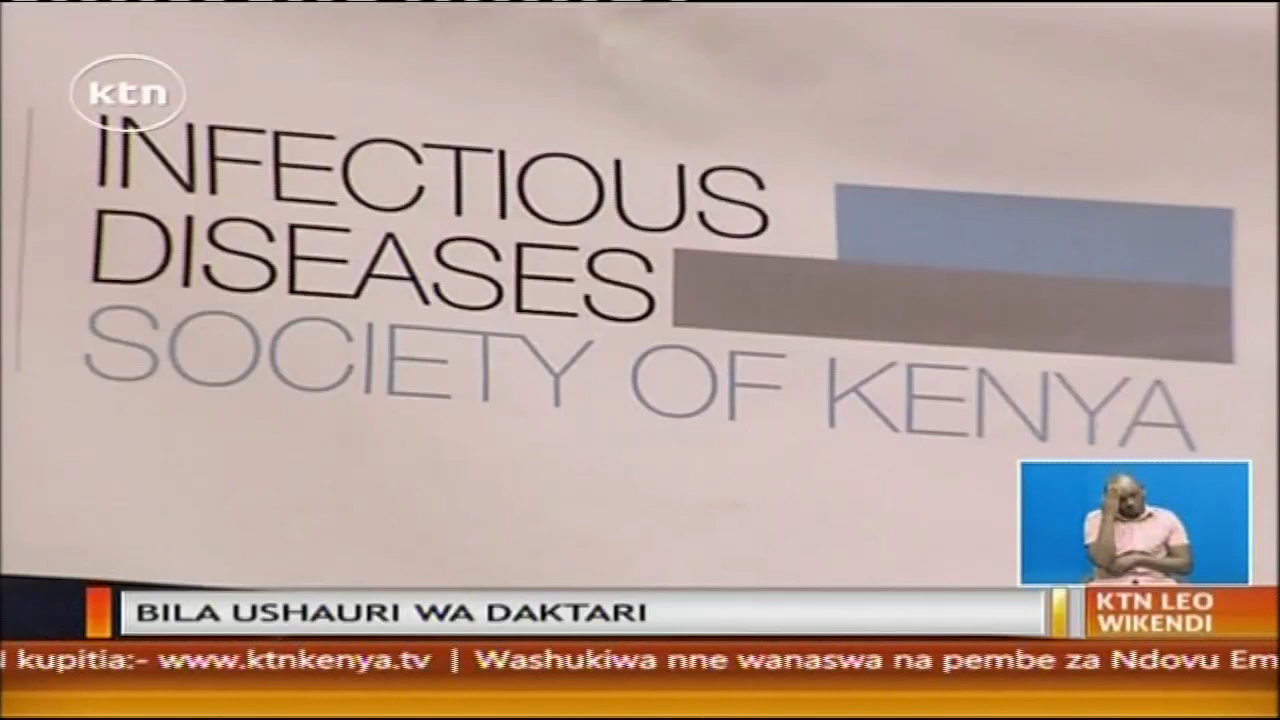 ktn
INFECTIOUS
DISEASES
SOCIETY OF KENYA
BILA USHAURI WA DAKTARI
KTN LEO
WIKENDI
kupitia:- www.ktnkenya.tv | Washukiwa nne wanaswa na pembe za Ndovu Em